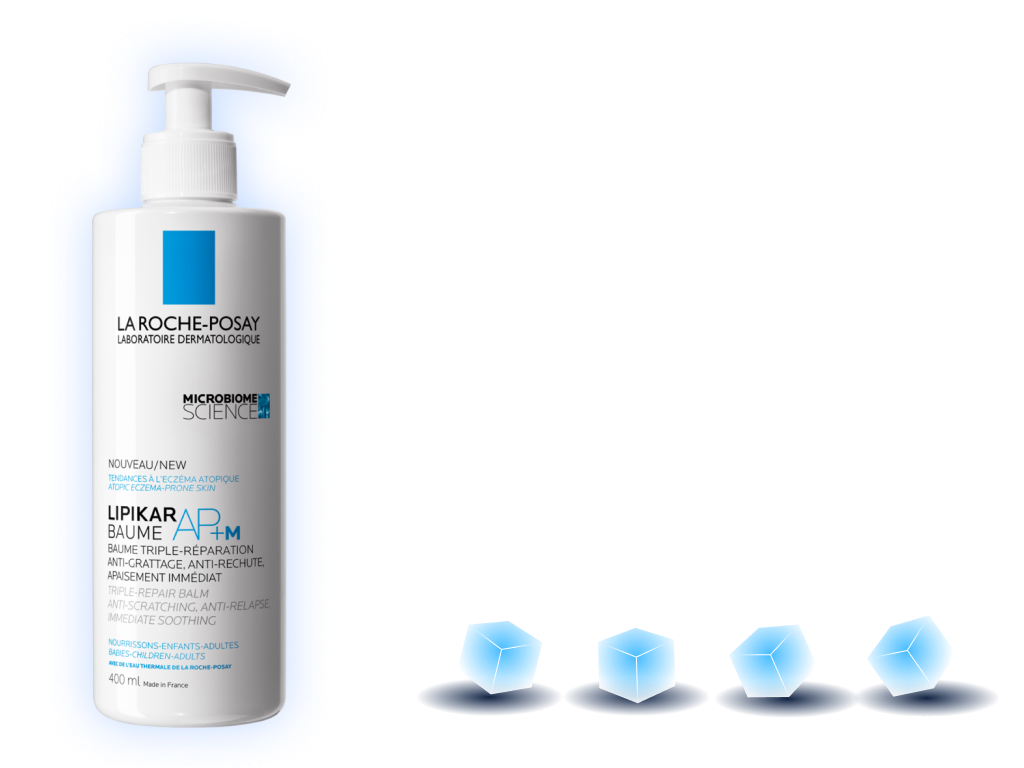 LA ROCHE-POSAY
LABORATOIRE DERMATOLOGIQUE
MICROBIOME
SCIENCE
NOUVEAU/NEW
TENDANCES À L'ECZÉMA ATOPIQUE
ATOPIC ECZEMA-PRONE SKIN
LIPIKAR
BAUME AP+M
BAUME TRIPLE-RÉPARATION
ANTI-GRATTAGE, ANTI-RECHUTE,
APAISEMENT IMMÉDIAT
TRIPLE-REPAIR BALM
ANTI-SCRATCHING, ANTI-RELAPSE,
IMMEDIATE SOOTHING
NOURRISSONS-ENFANTS-ADULTES
BABIES-CHILDREN-ADULTS
AVEC DE L'EAU THERMALE DE LA ROCHE-POSAY
400 ml Made in France